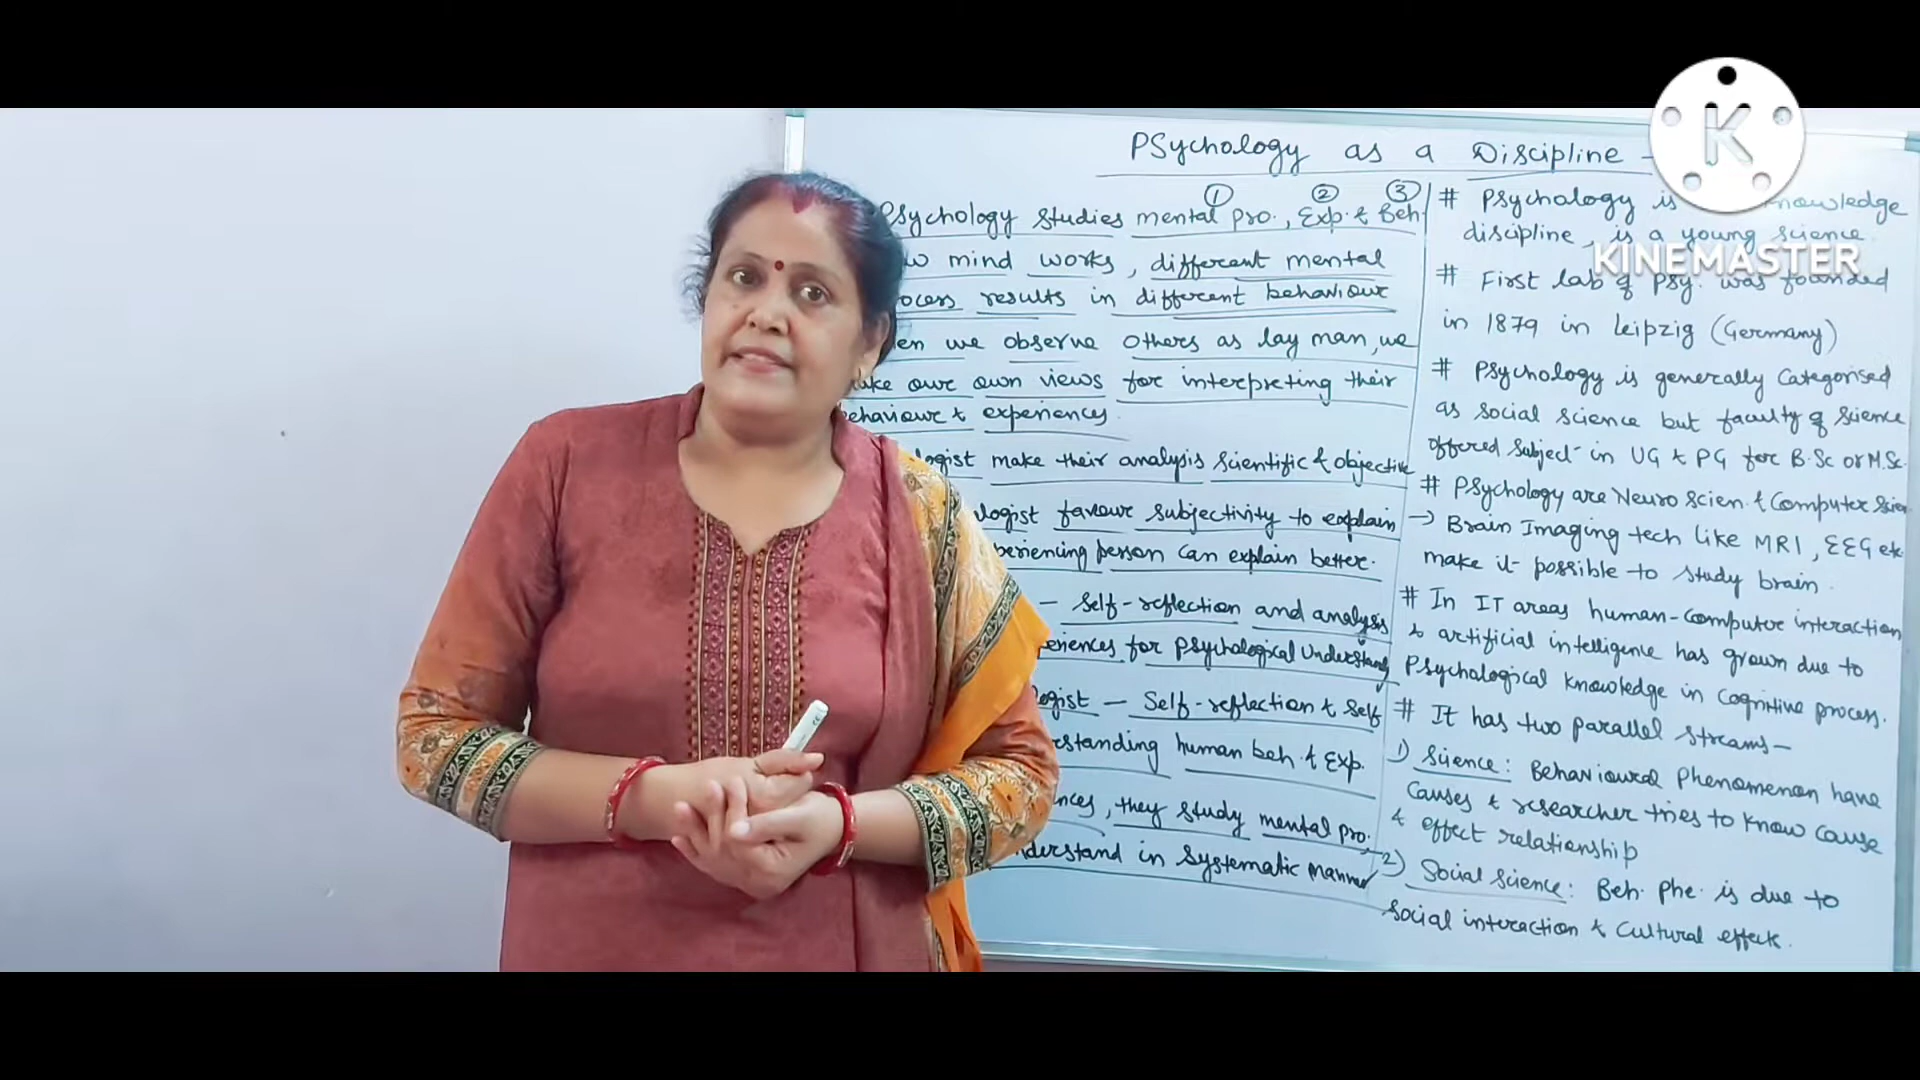 Psychology as a Discipline -
① ② ③
Psychology studies mental pro., Exp. & Beh.
mind works, different mental
results in different behaviour
we observe others as lay man, we
our own views for interpreting their
behaviour & experiences.
make their analysis scientific & objective
favour subjectivity to explain
person can explain better.
- Self-reflection and analysis
for psychological understandg
- Self-reflection & self
human beh. & Exp.
they study mental pro.
understand in systematic manner
# Psychology is knowledge
discipline, is a young science
# First lab of Psy. was founded
in 1879 in Leipzig (Germany)
# Psychology is generally categorised
as social science but faculty of science
offered subject in UG & PG for B.Sc or M.Sc.
# Psychology are Neuro scien. & Computer scien
→ Brain Imaging tech like MRI, EEG etc
make it possible to study brain.
# In IT areas human-computer interaction
& artificial intelligence has grown due to
Psychological knowledge in cognitive process.
# It has two parallel streams -
1) Science: Behavioural phenomenon have
causes & researcher tries to know cause
& effect relationship
2) Social science: Beh. phe. is due to
social interaction & cultural effect.
K
KINEMASTER